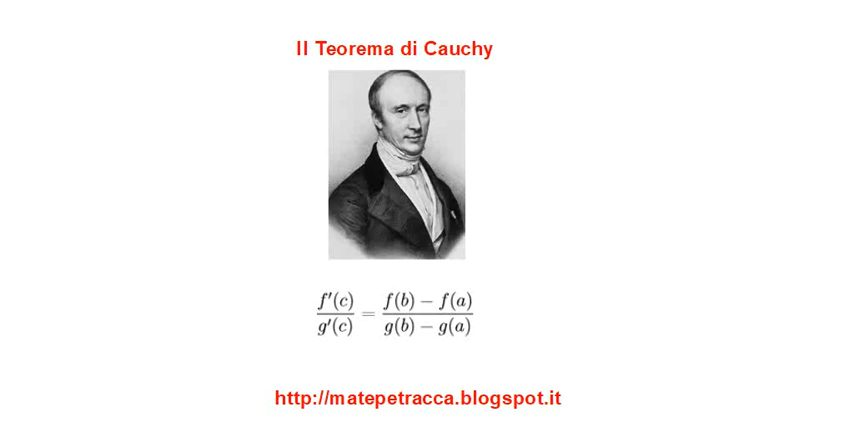 Il Teorema di Cauchy
f′(c)/g′(c) = f(b) − f(a)/g(b) − g(a)
http://matepetracca.blogspot.it